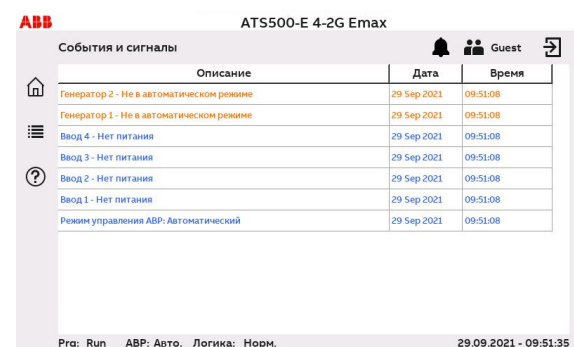 ABB
ATS500-E 4-2G Emax
События и сигналы
Guest
Описание Дата Время
Генератор 2 - Не в автоматическом режиме 29 Sep 2021 09:51:08
Генератор 1 - Не в автоматическом режиме 29 Sep 2021 09:51:08
Ввод 4 - Нет питания 29 Sep 2021 09:51:08
Ввод 3 - Нет питания 29 Sep 2021 09:51:08
Ввод 2 - Нет питания 29 Sep 2021 09:51:08
Ввод 1 - Нет питания 29 Sep 2021 09:51:08
Режим управления АВР: Автоматический 29 Sep 2021 09:51:08
Prg: Run АВР: Авто. Логика: Норм. 29.09.2021 - 09:51:35